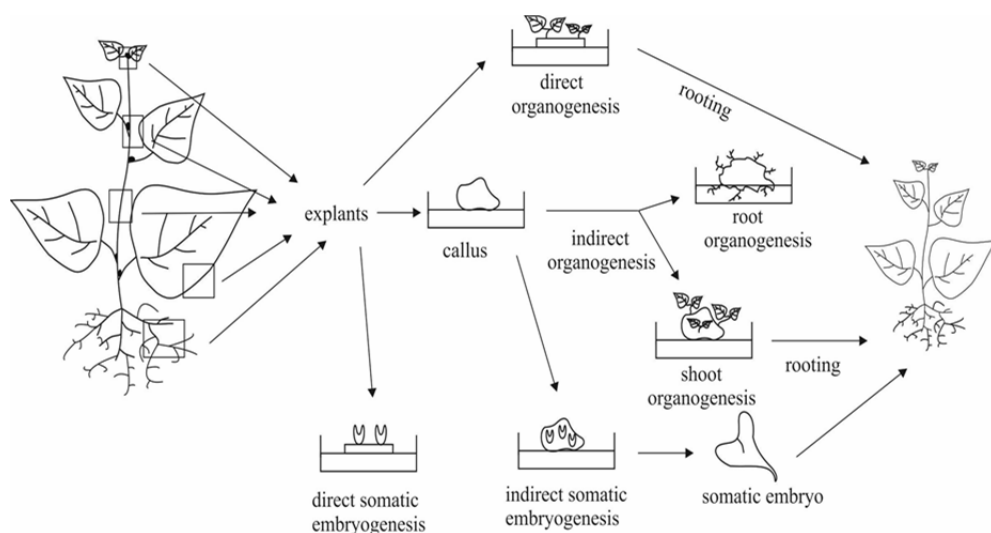 direct
organogenesis
rooting
explants
callus
indirect
organogenesis
root
organogenesis
shoot
organogenesis
rooting
direct somatic
embryogenesis
indirect somatic
embryogenesis
somatic embryo